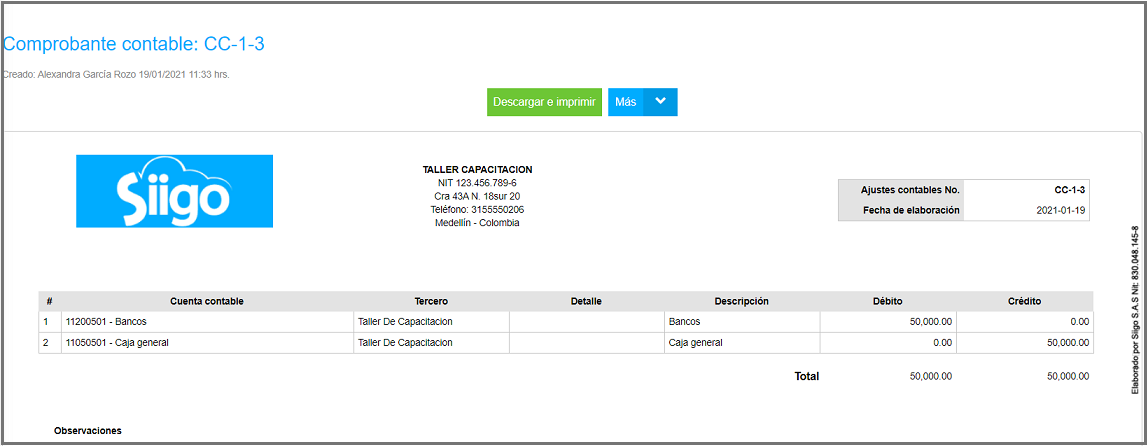 Comprobante contable: CC-1-3
Creado: Alexandra García Rozo 19/01/2021 11:33 hrs.
Descargar e imprimir Más
Siigo
TALLER CAPACITACION
NIT 123.456.789-6
Cra 43A N. 18sur 20
Teléfono: 3155550206
Medellín - Colombia
Ajustes contables No. CC-1-3
Fecha de elaboración 2021-01-19
# Cuenta contable Tercero Detalle Descripción Débito Crédito
1 11200501 - Bancos Taller De Capacitacion Bancos 50,000.00 0.00
2 11050501 - Caja general Taller De Capacitacion Caja general 0.00 50,000.00
Total 50,000.00 50,000.00
Observaciones
Elaborado por Siigo S.A.S Nit: 830.048.145-8